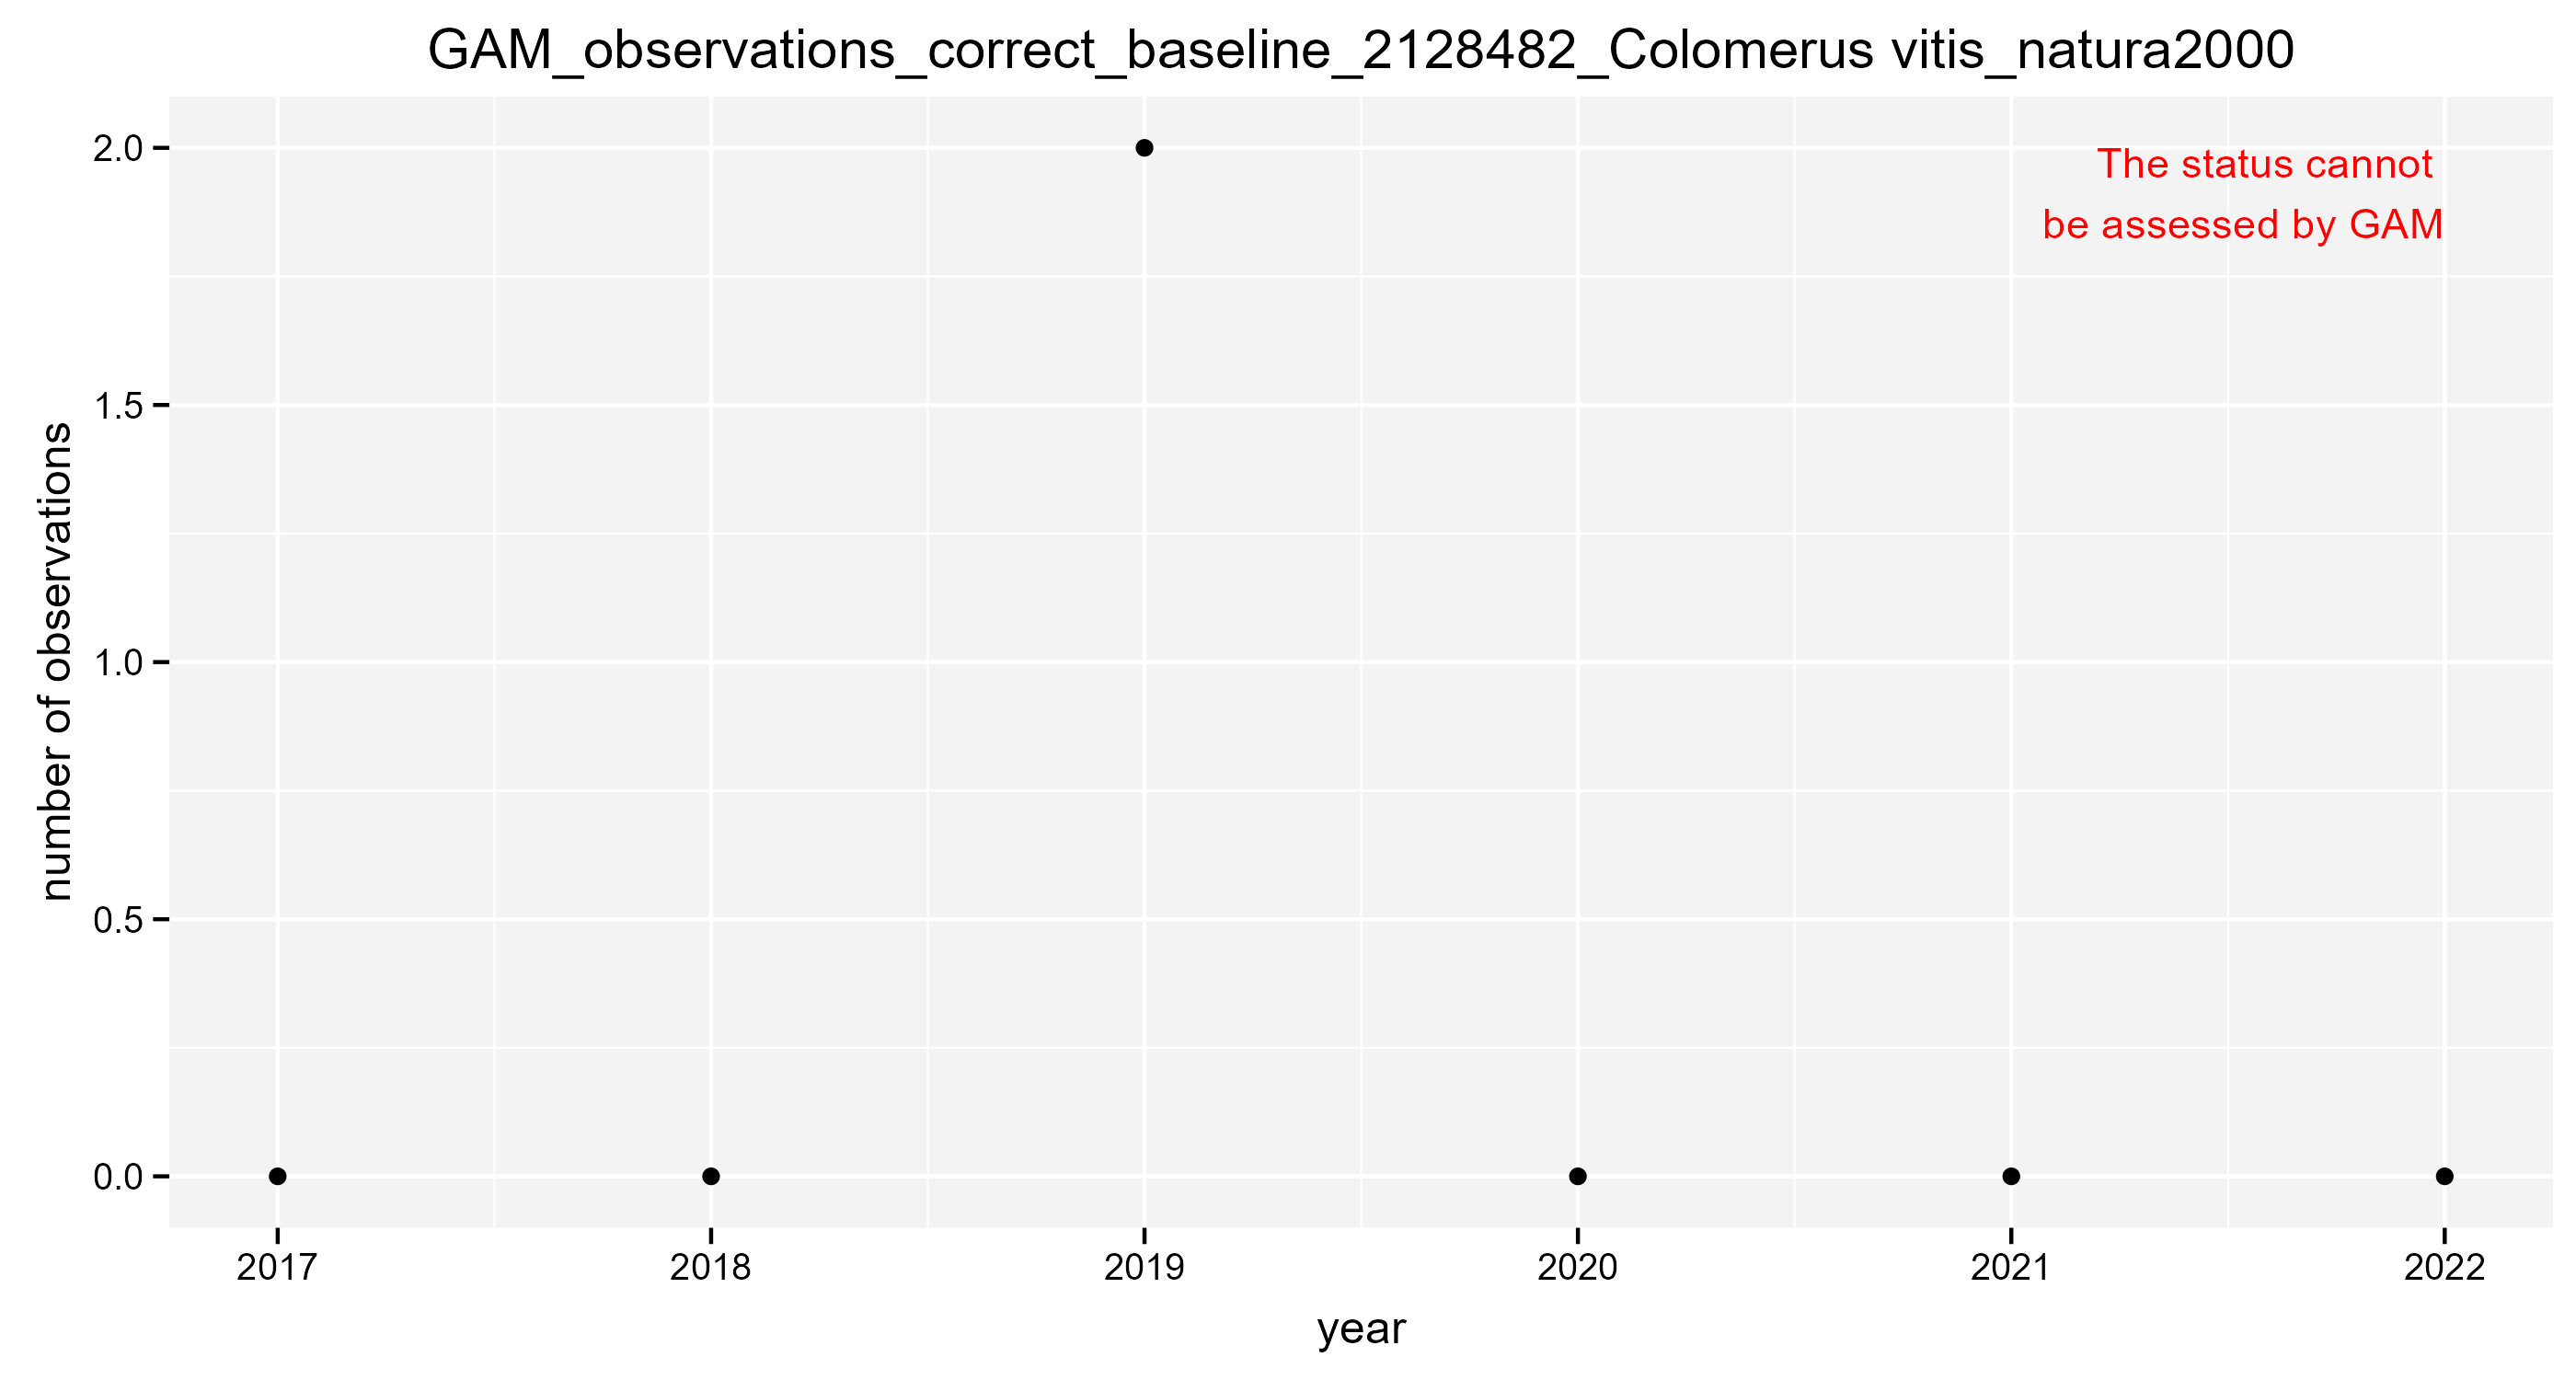 GAM_observations_correct_baseline_2128482_Colomerus vitis_natura2000
The status cannot
be assessed by GAM
number of observations
2.0
1.5
1.0
0.5
0.0
2017 2018 2019 2020 2021 2022
year